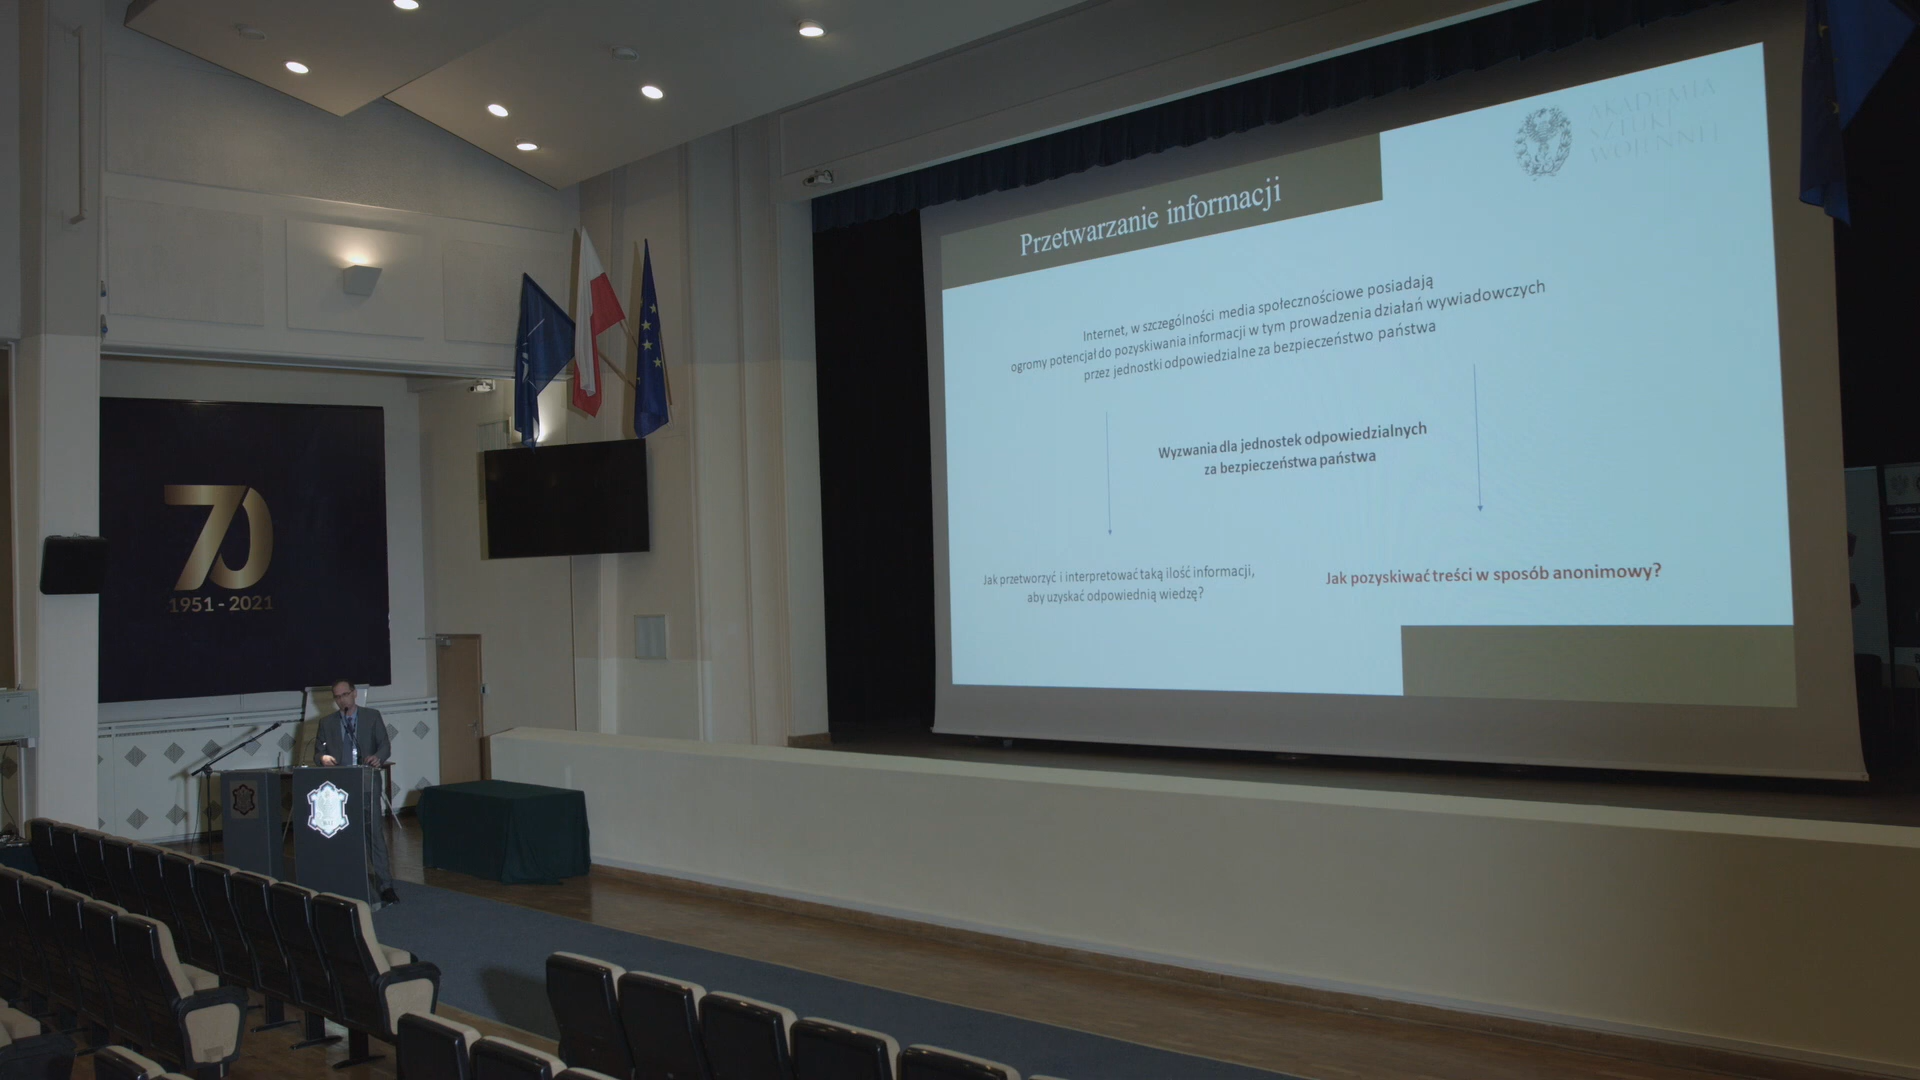 AKADEMIA
SZTUKI
WOJENNEJ
Przetwarzanie informacji
Internet, w szczególności media społecznościowe posiadają
ogromy potencjał do pozyskiwania informacji w tym prowadzenia działań wywiadowczych
przez jednostki odpowiedzialne za bezpieczeństwo państwa
Wyzwania dla jednostek odpowiedzialnych
za bezpieczeństwa państwa
Jak przetworzyć i interpretować taką ilość informacji,
aby uzyskać odpowiednią wiedzę?
Jak pozyskiwać treści w sposób anonimowy?
70
1951 - 2021